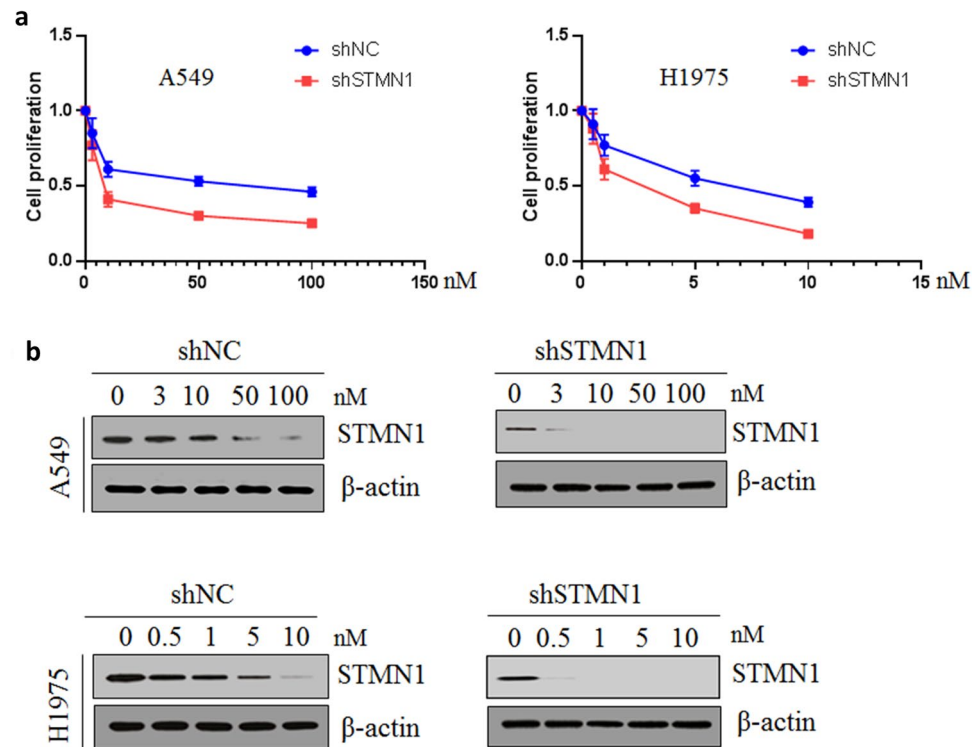 a
1.5
1.0
0.5
0.0
Cell proliferation
A549
shNC
shSTMN1
0 50 100 150 nM
1.5
1.0
0.5
0.0
Cell proliferation
H1975
shNC
shSTMN1
0 5 10 15 nM
b
shNC
0 3 10 50 100 nM
A549
STMN1
β-actin
shSTMN1
0 3 10 50 100 nM
STMN1
β-actin
shNC
0 0.5 1 5 10 nM
H1975
STMN1
β-actin
shSTMN1
0 0.5 1 5 10 nM
STMN1
β-actin